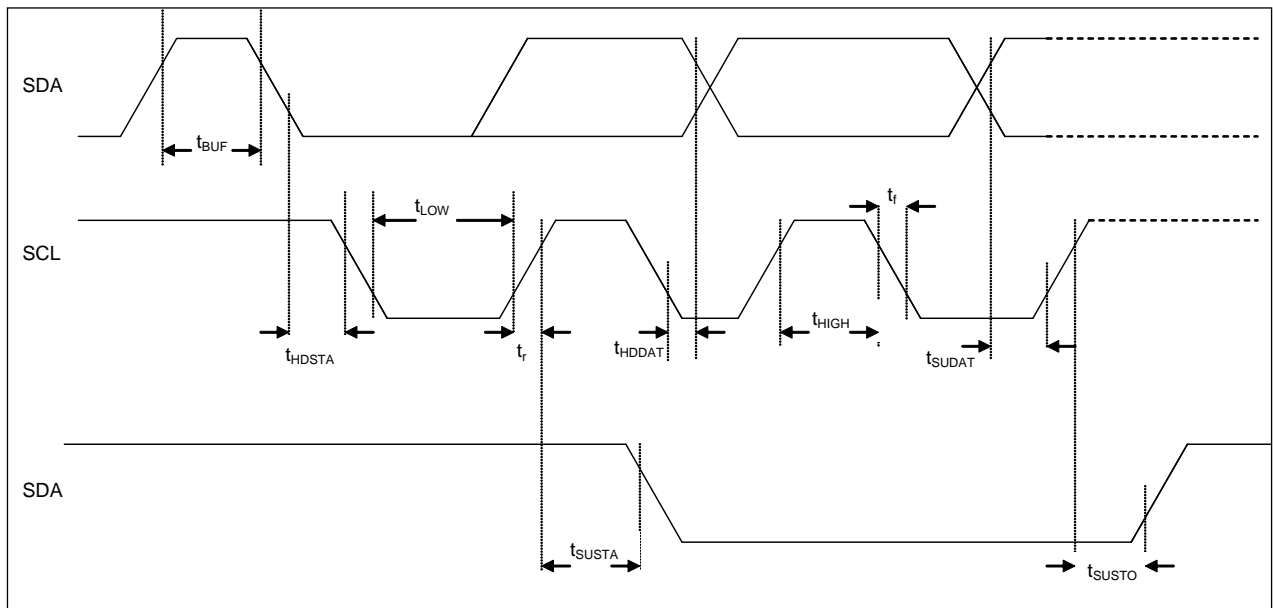 SDA
tBUF
tLOW
tf
SCL
tHDSTA
tr
tHDDAT
tHIGH
tSUDAT
SDA
tSUSTA
tSUSTO